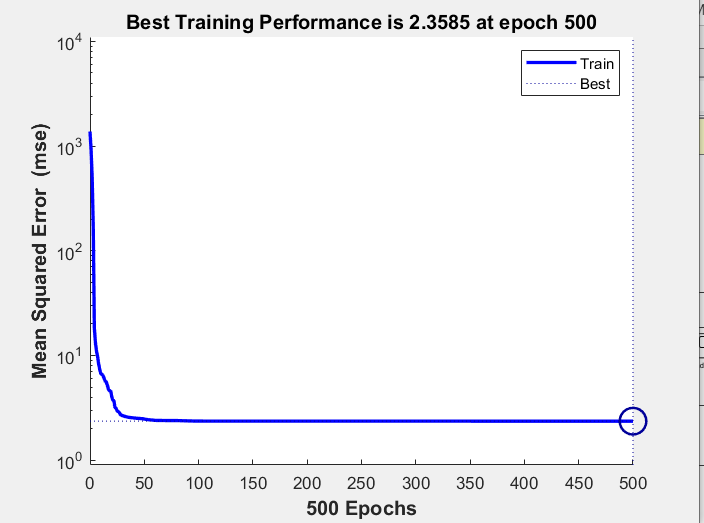 Best Training Performance is 2.3585 at epoch 500
10^4
10^3
10^2
10^1
10^0
Mean Squared Error (mse)
Train
Best
0 50 100 150 200 250 300 350 400 450 500
500 Epochs